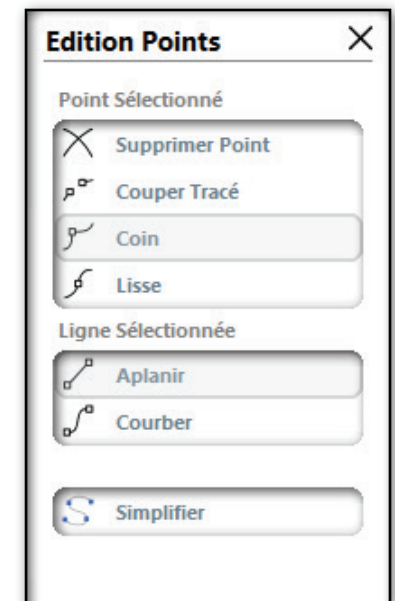 Edition Points
Point Sélectionné
Supprimer Point
Couper Tracé
Coin
Lisse
Ligne Sélectionnée
Aplanir
Courber
Simplifier